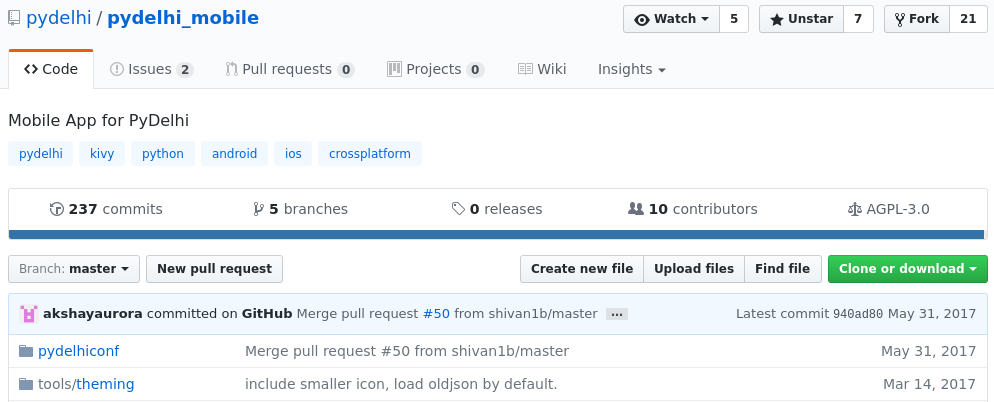 pydelhi / pydelhi_mobile Watch 5 Unstar 7 Fork 21
Code Issues 2 Pull requests 0 Projects 0 Wiki Insights
Mobile App for PyDelhi
pydelhi kivy python android ios crossplatform
237 commits 5 branches 0 releases 10 contributors AGPL-3.0
Branch: master New pull request Create new file Upload files Find file Clone or download
akshayaurora committed on GitHub Merge pull request #50 from shivan1b/master ... Latest commit 940ad80 May 31, 2017
pydelhiconf Merge pull request #50 from shivan1b/master May 31, 2017
tools/theming include smaller icon, load oldjson by default. Mar 14, 2017